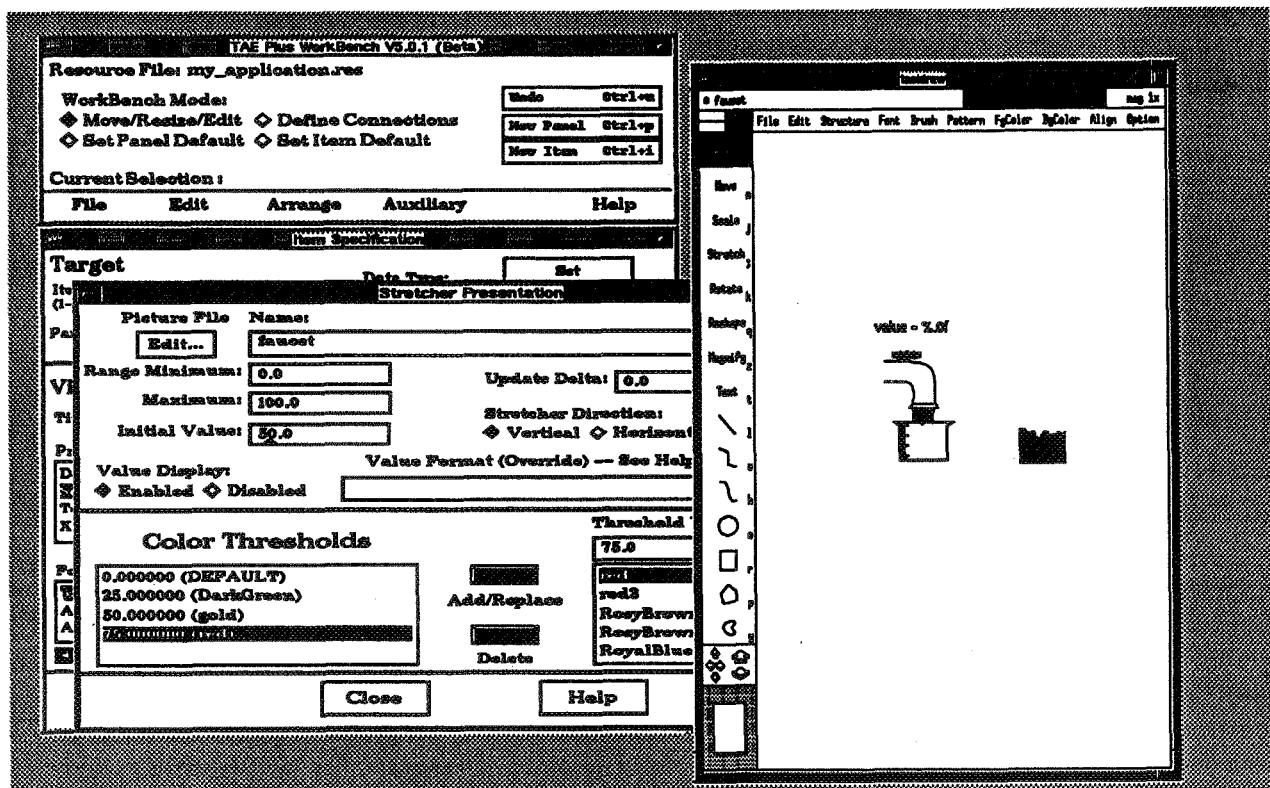 TAE Plus WorkBench V5.0.1 (Beta)
Resource File: my_application.res
WorkBench Mode:
Move/Resize/Edit Define Connections
Set Panel Default Set Item Default
Undo Ctrl+u
New Panel Ctrl+p
New Item Ctrl+i
Current Selection :
File Edit Arrange Auxiliary Help
Item Specification
Target
Data Type:
Set
Stretcher Presentation
Picture File Name:
Edit... faucet
Range Minimum: 0.0
Update Delta: 0.0
Maximum: 100.0
Stretcher Direction:
Initial Value: 50.0
Vertical Horizont
Value Display:
Value Format (Override) -- See Help
Enabled Disabled
Threshold
Color Thresholds
75.0
0.000000 (DEFAULT)
25.000000 (DarkGreen)
50.000000 (gold)
Add/Replace
Delete
red3
RosyBrown
RosyBrown
RoyalBlue
Close Help
faucet
mag 1x
File Edit Structure Font Brush Pattern FgColor BgColor Align Option
Move
Scale
Stretch
Rotate
Reshape
Magnify
Text
value = %.0f